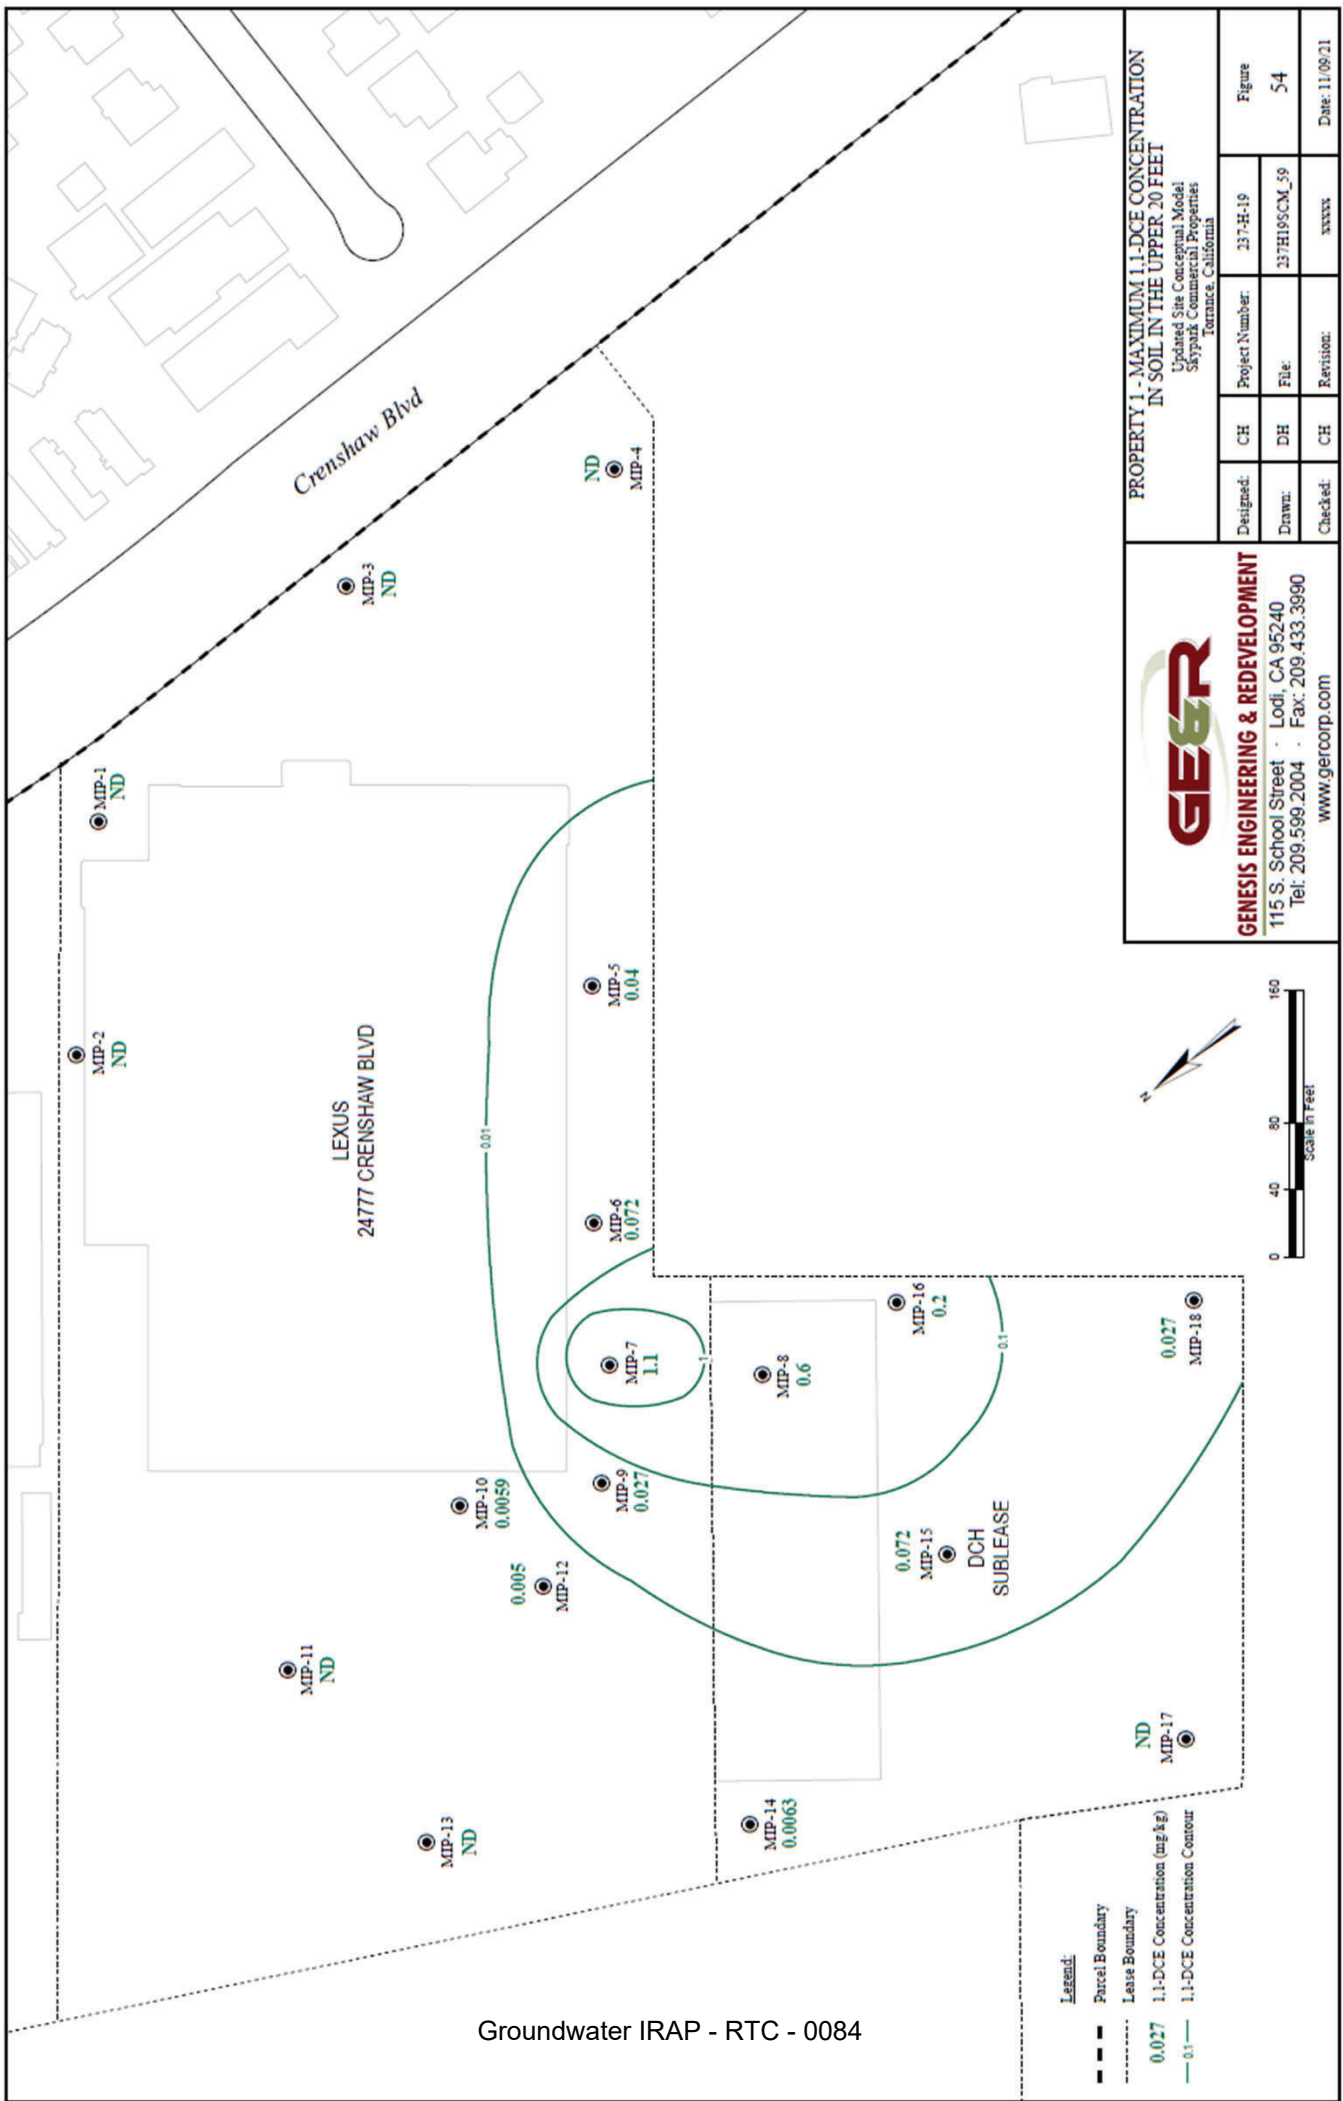 Crenshaw Blvd
MIP-1
ND
MIP-2
ND
MIP-3
ND
ND
MIP-4
LEXUS
24777 CRENSHAW BLVD
0.01
MIP-5
0.04
MIP-6
0.072
MIP-7
1.1
1
MIP-8
0.6
MIP-9
0.027
MIP-10
0.0059
MIP-11
ND
0.005
MIP-12
MIP-13
ND
MIP-14
0.0063
0.072
MIP-15
DCH
SUBLEASE
MIP-16
0.2
0.1
ND
MIP-17
0.027
MIP-18
Legend:
Parcel Boundary
Lease Boundary
0.027 1,1-DCE Concentration (mg/kg)
0.1 1,1-DCE Concentration Contour
N
0 40 80 160
Scale in Feet
GE&R
GENESIS ENGINEERING & REDEVELOPMENT
115 S. School Street - Lodi, CA 95240
Tel: 209.599.2004 - Fax: 209.433.3990
www.gercorp.com
PROPERTY 1 - MAXIMUM 1,1-DCE CONCENTRATION
IN SOIL IN THE UPPER 20 FEET
Updated Site Conceptual Model
Skypark Commercial Properties
Torrance, California
Designed: CH Project Number: 237-H-19 Figure
Drawn: DH File: 237H19SCM_59 54
Checked: CH Revision: xxxxx Date: 11/09/21
Groundwater IRAP - RTC - 0084